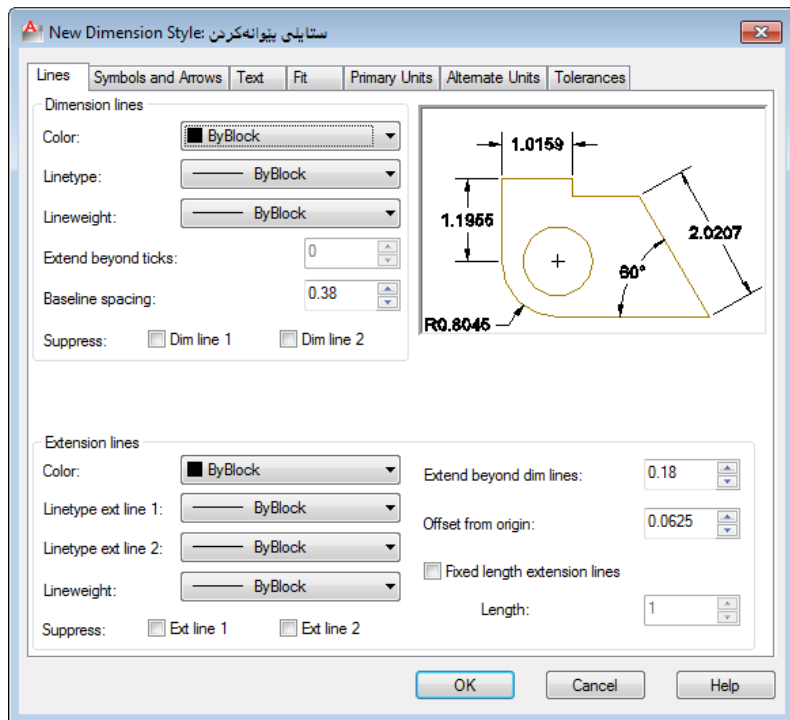 New Dimension Style: ستایلی پێوانەکردن
Lines Symbols and Arrows Text Fit Primary Units Alternate Units Tolerances
Dimension lines
Color: ByBlock
Linetype: ByBlock
Lineweight: ByBlock
Extend beyond ticks: 0
Baseline spacing: 0.38
Suppress: Dim line 1 Dim line 2
1.0159
1.1955
2.0207
60°
R0.8045
Extension lines
Color: ByBlock
Linetype ext line 1: ByBlock
Linetype ext line 2: ByBlock
Lineweight: ByBlock
Suppress: Ext line 1 Ext line 2
Extend beyond dim lines: 0.18
Offset from origin: 0.0625
Fixed length extension lines
Length: 1
OK Cancel Help